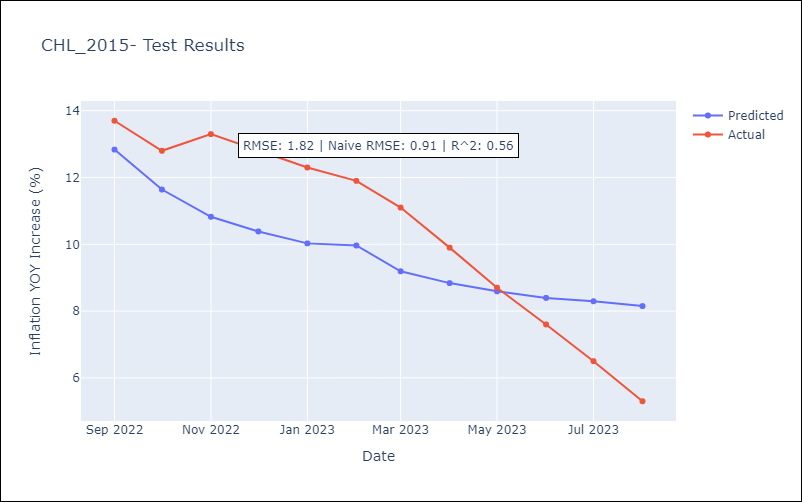 CHL_2015- Test Results
Predicted
Actual
RMSE: 1.82 | Naive RMSE: 0.91 | R^2: 0.56
14
12
10
8
6
Inflation YOY Increase (%)
Sep 2022 Nov 2022 Jan 2023 Mar 2023 May 2023 Jul 2023
Date